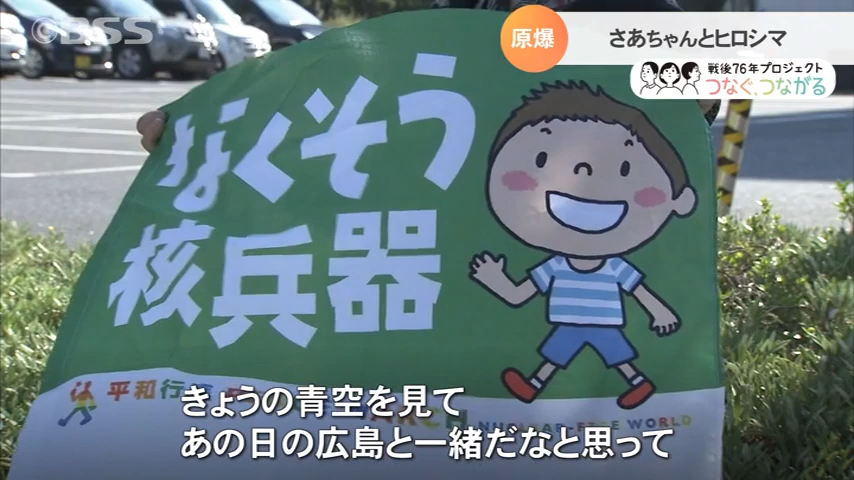 ©BSS
原爆
さあちゃんとヒロシマ
戦後76年プロジェクト
つなぐ、つながる
なくそう
核兵器
平和行
WORLD
きょうの青空を見て
あの日の広島と一緒だなと思って